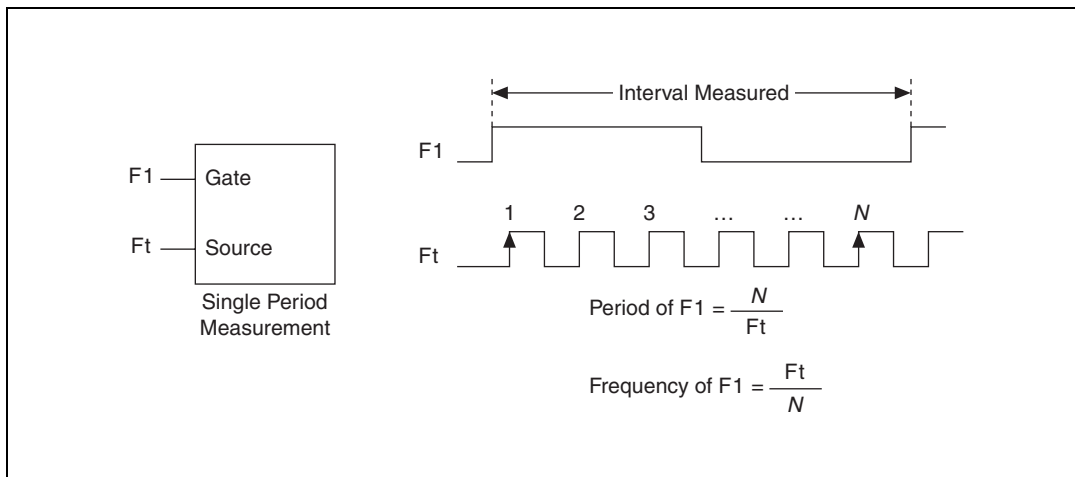 Interval Measured
F1
F1
Gate
1 2 3 … … N
Ft
Source
Ft
Single Period
Measurement
Period of F1 = N
Ft
Frequency of F1 = Ft
N